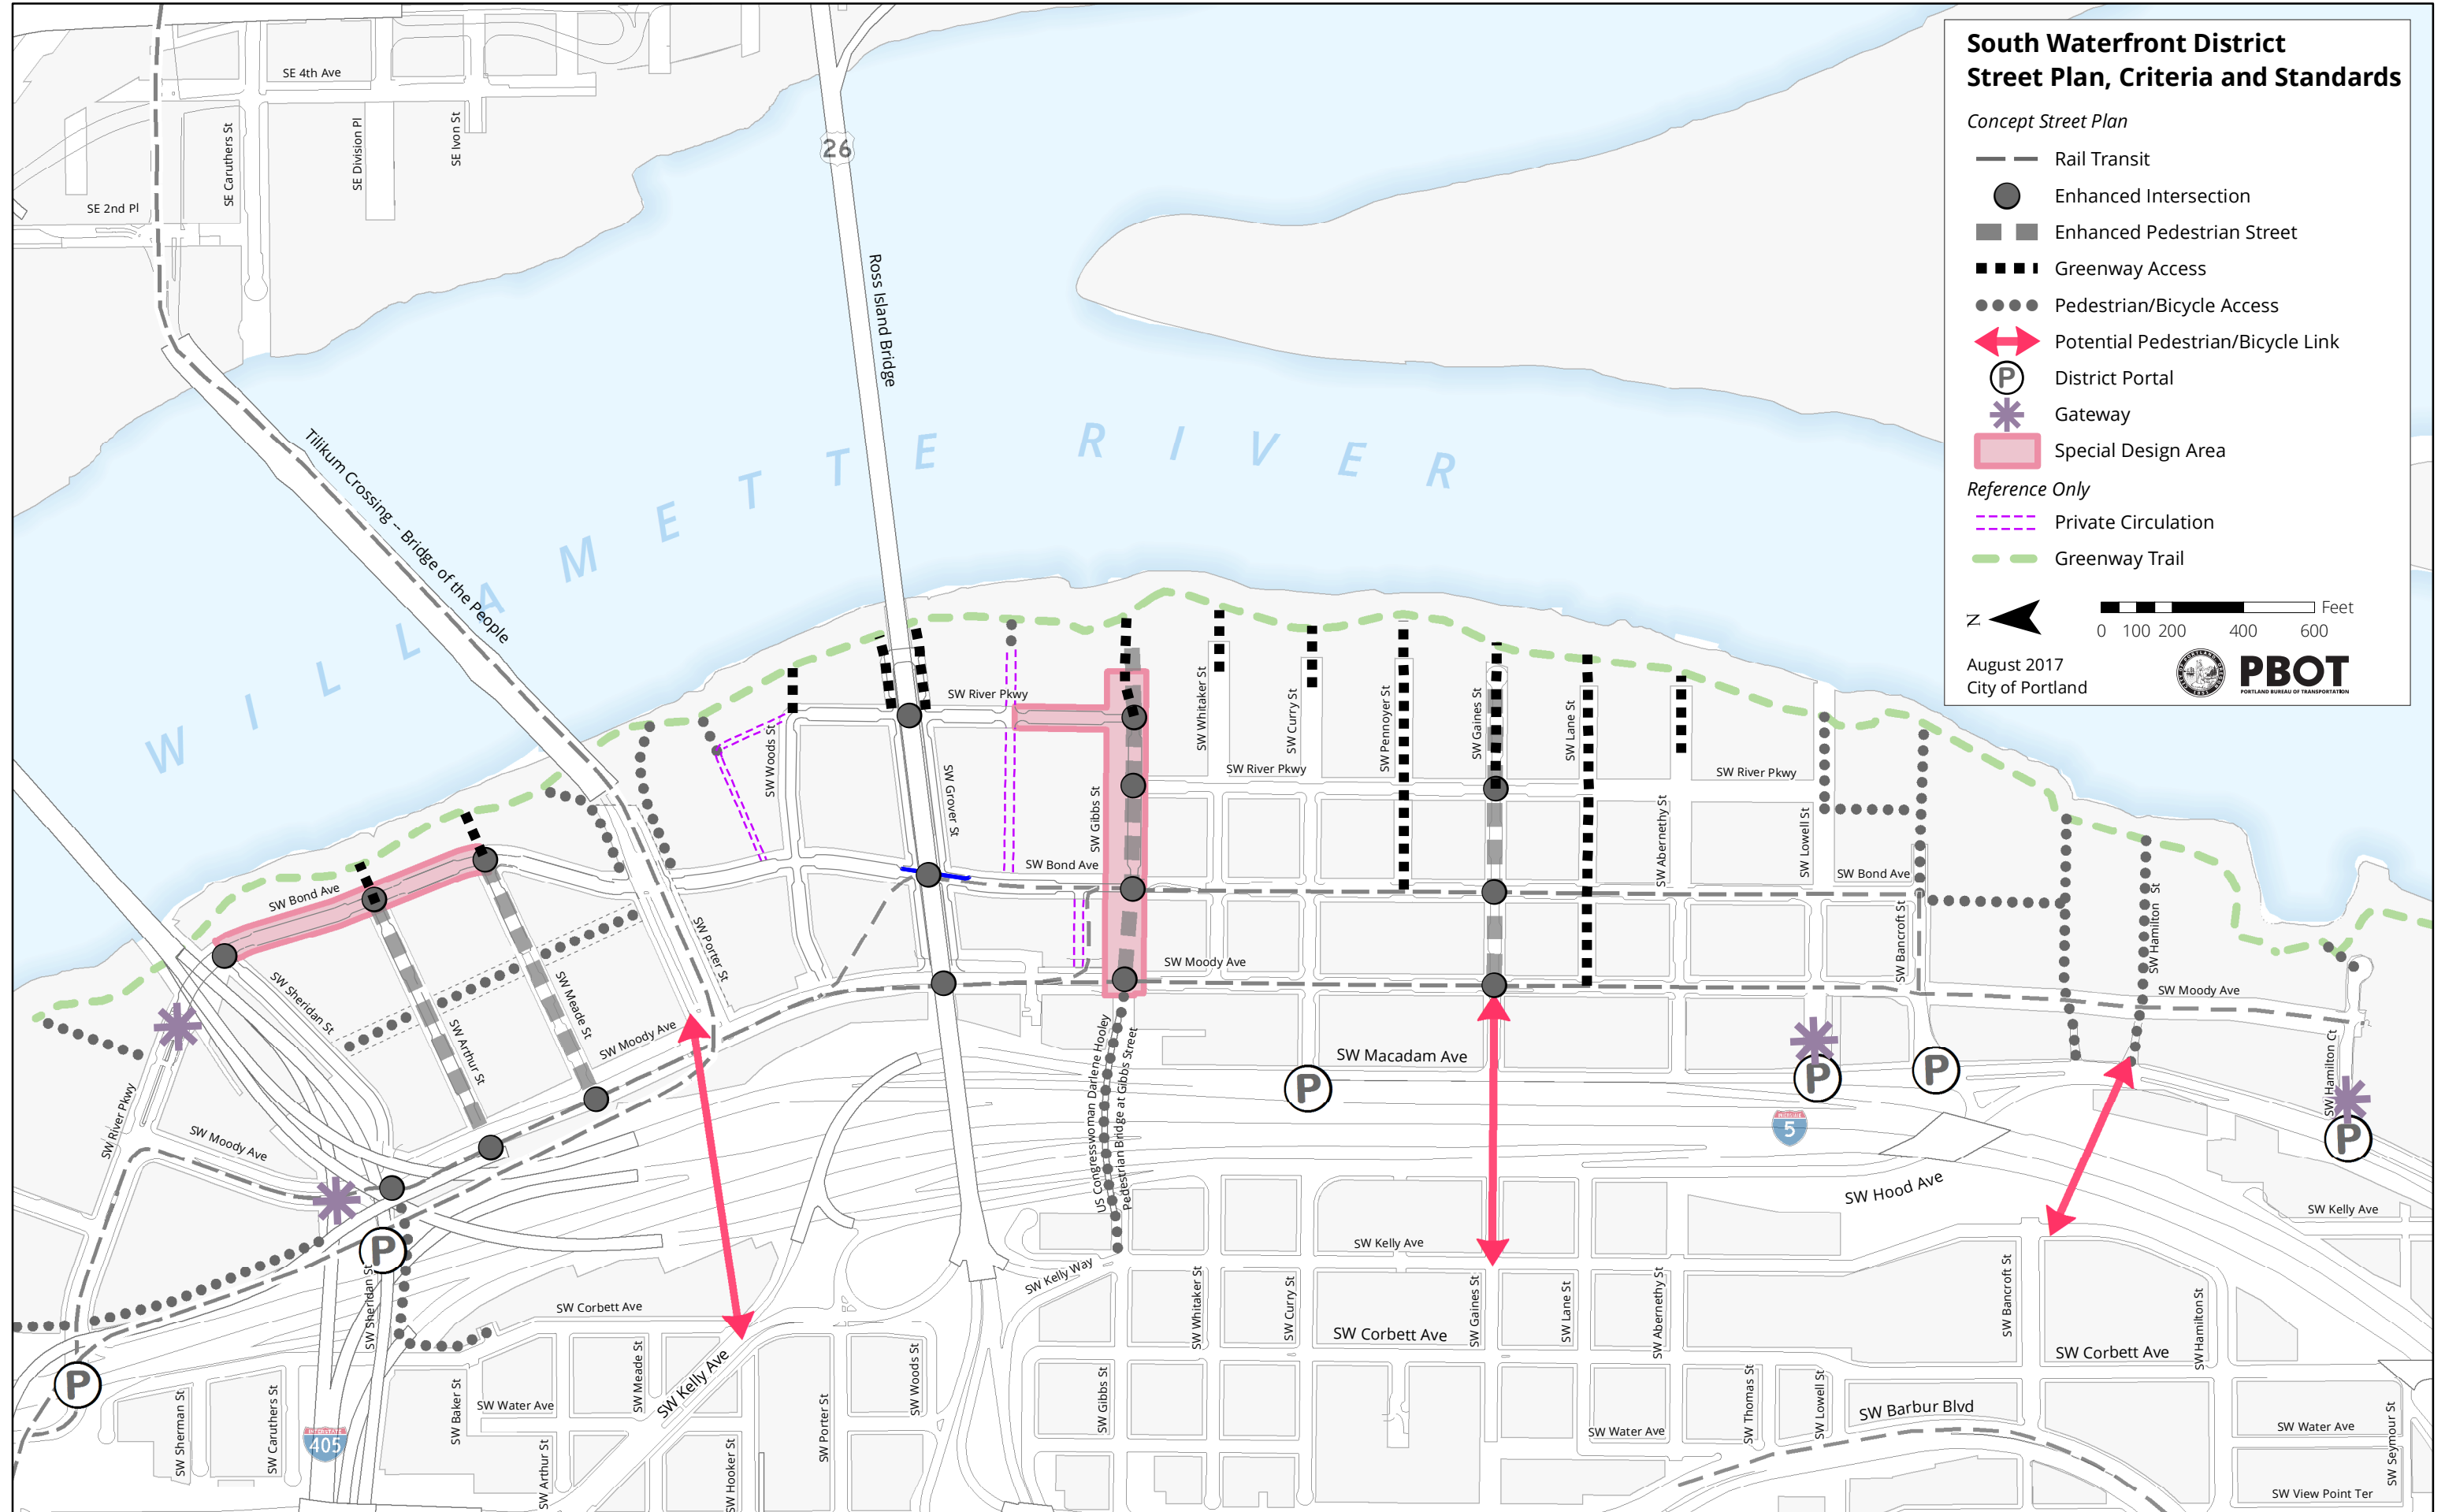 South Waterfront District
Street Plan, Criteria and Standards
Concept Street Plan
Rail Transit
Enhanced Intersection
Enhanced Pedestrian Street
Greenway Access
Pedestrian/Bicycle Access
Potential Pedestrian/Bicycle Link
P
District Portal
Gateway
Special Design Area
Reference Only
Private Circulation
Greenway Trail
N
Feet
0 100 200 400 600
August 2017
City of Portland
PBOT
PORTLAND BUREAU OF TRANSPORTATION
SE 4th Ave
SE Caruthers St
SE Division Pl
SE Ivon St
SE 2nd Pl
26
Ross Island Bridge
Tilikum Crossing -- Bridge of the People
WILLAMETTE RIVER
SW River Pkwy
SW Woods St
SW Grover St
SW Gibbs St
SW Whitaker St
SW Curry St
SW Pennoyer St
SW Gaines St
SW Lane St
SW River Pkwy
SW River Pkwy
SW Abernethy St
SW Lowell St
SW Bond Ave
SW Bond Ave
SW Bond Ave
SW Bancroft St
SW Hamilton St
SW Sheridan St
SW Arthur St
SW Meade St
SW Porter St
SW Moody Ave
SW Moody Ave
SW Moody Ave
SW Moody Ave
SW River Pkwy
SW Macadam Ave
US Congresswoman Darlene Hooley
Pedestrian Bridge at Gibbs Street
P
P
P
P
P
P
5
SW Hamilton Ct
SW Hood Ave
SW Kelly Ave
SW Kelly Ave
SW Kelly Way
SW Sheridan St
SW Corbett Ave
SW Corbett Ave
SW Corbett Ave
SW Whitaker St
SW Curry St
SW Gaines St
SW Lane St
SW Abernethy St
SW Bancroft St
SW Hamilton St
SW Sherman St
SW Caruthers St
405
SW Baker St
SW Water Ave
SW Arthur St
SW Meade St
SW Kelly Ave
SW Hooker St
SW Porter St
SW Woods St
SW Gibbs St
SW Water Ave
SW Thomas St
SW Lowell St
SW Barbur Blvd
SW Water Ave
SW Seymour St
SW View Point Ter